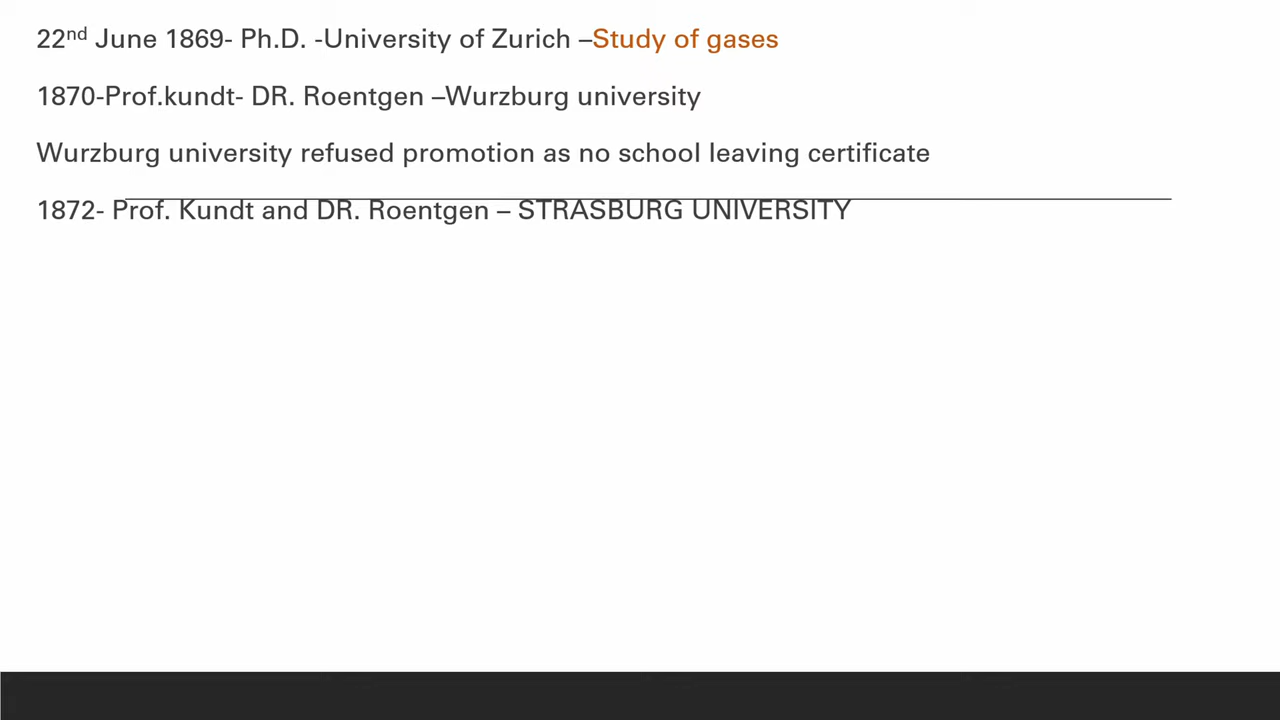 22nd June 1869- Ph.D. -University of Zurich –Study of gases
1870-Prof.kundt- DR. Roentgen –Wurzburg university
Wurzburg university refused promotion as no school leaving certificate
1872- Prof. Kundt and DR. Roentgen – STRASBURG UNIVERSITY